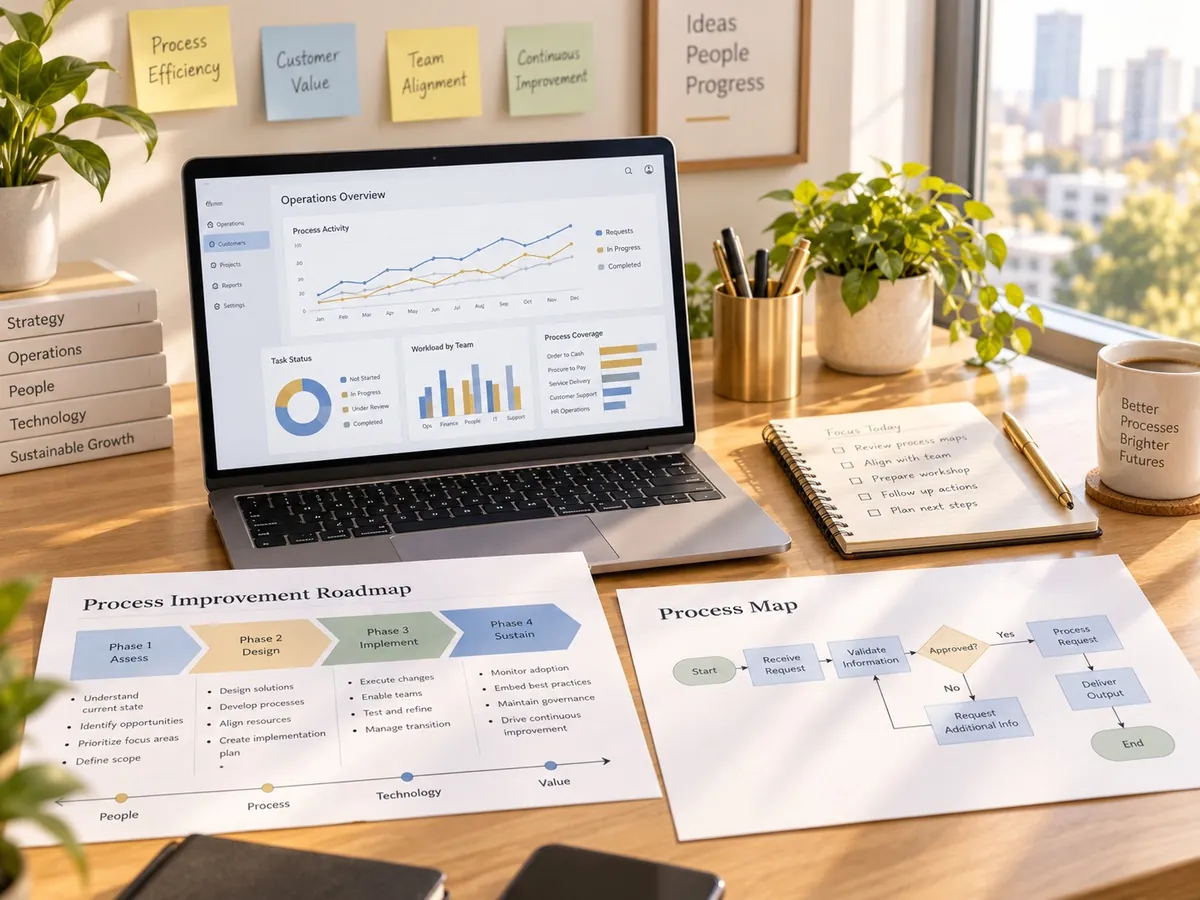 Process
Efficiency
Customer
Value
Team
Alignment
Continuous
Improvement
Ideas
People
Progress
Strategy
Operations
People
Technology
Sustainable Growth
Operations
Customers
Projects
Reports
Settings
Operations Overview
Process Activity
Requests
In Progress
Completed
Jan Feb Mar Apr May Jun Jul Aug Sep Oct Nov Dec
Task Status
Not Started
In Progress
Under Review
Completed
Workload by Team
Ops Finance People IT Support
Process Coverage
Order to Cash
Procure to Pay
Service Delivery
Customer Support
HR Operations
Focus Today
Review process maps
Align with team
Prepare workshop
Follow up actions
Plan next steps
Better
Processes
Brighter
Futures
Process Improvement Roadmap
Phase 1
Assess
Phase 2
Design
Phase 3
Implement
Phase 4
Sustain
• Understand
current state
• Identify opportunities
• Prioritize focus areas
• Define scope
• Design solutions
• Develop processes
• Align resources
• Create implementation
plan
•
• Execute changes
• Enable teams
• Test and refine
• Manage transition
• Monitor adoption
• Embed best practices
• Maintain governance
• Drive continuous
improvement
People
Process
Technology
Value
Process Map
Start
Receive
Request
Validate
Information
Approved?
Yes
No
Request
Additional Info
Process
Request
Deliver
Output
End